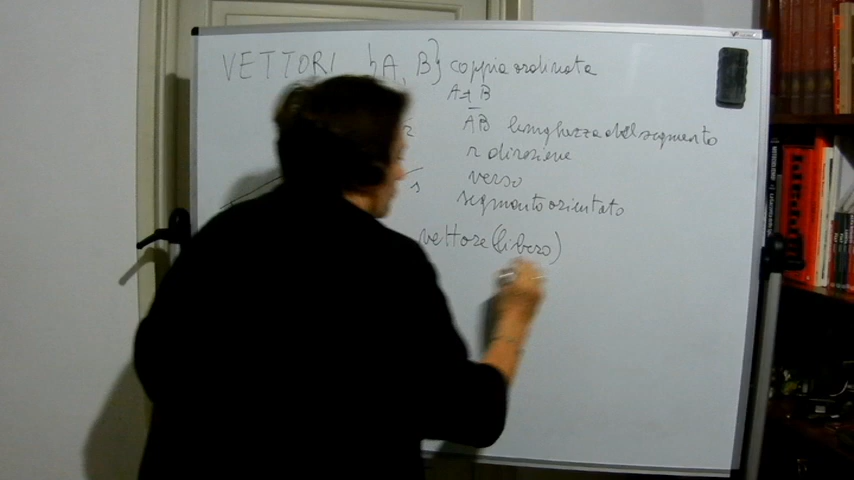 VETTORI {A, B} coppia ordinata
A≠B
AB lunghezza del segmento
r
r direzione
s
verso
segmento orientato
vettore (libero)